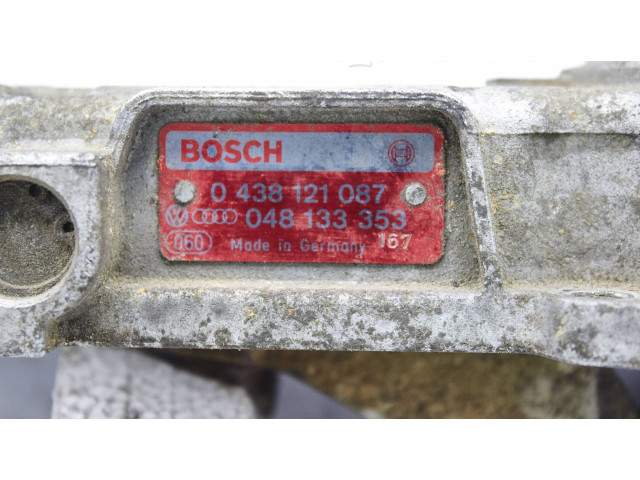 BOSCH
0 438 121 087
048 133 353
060 Made in Germany 167